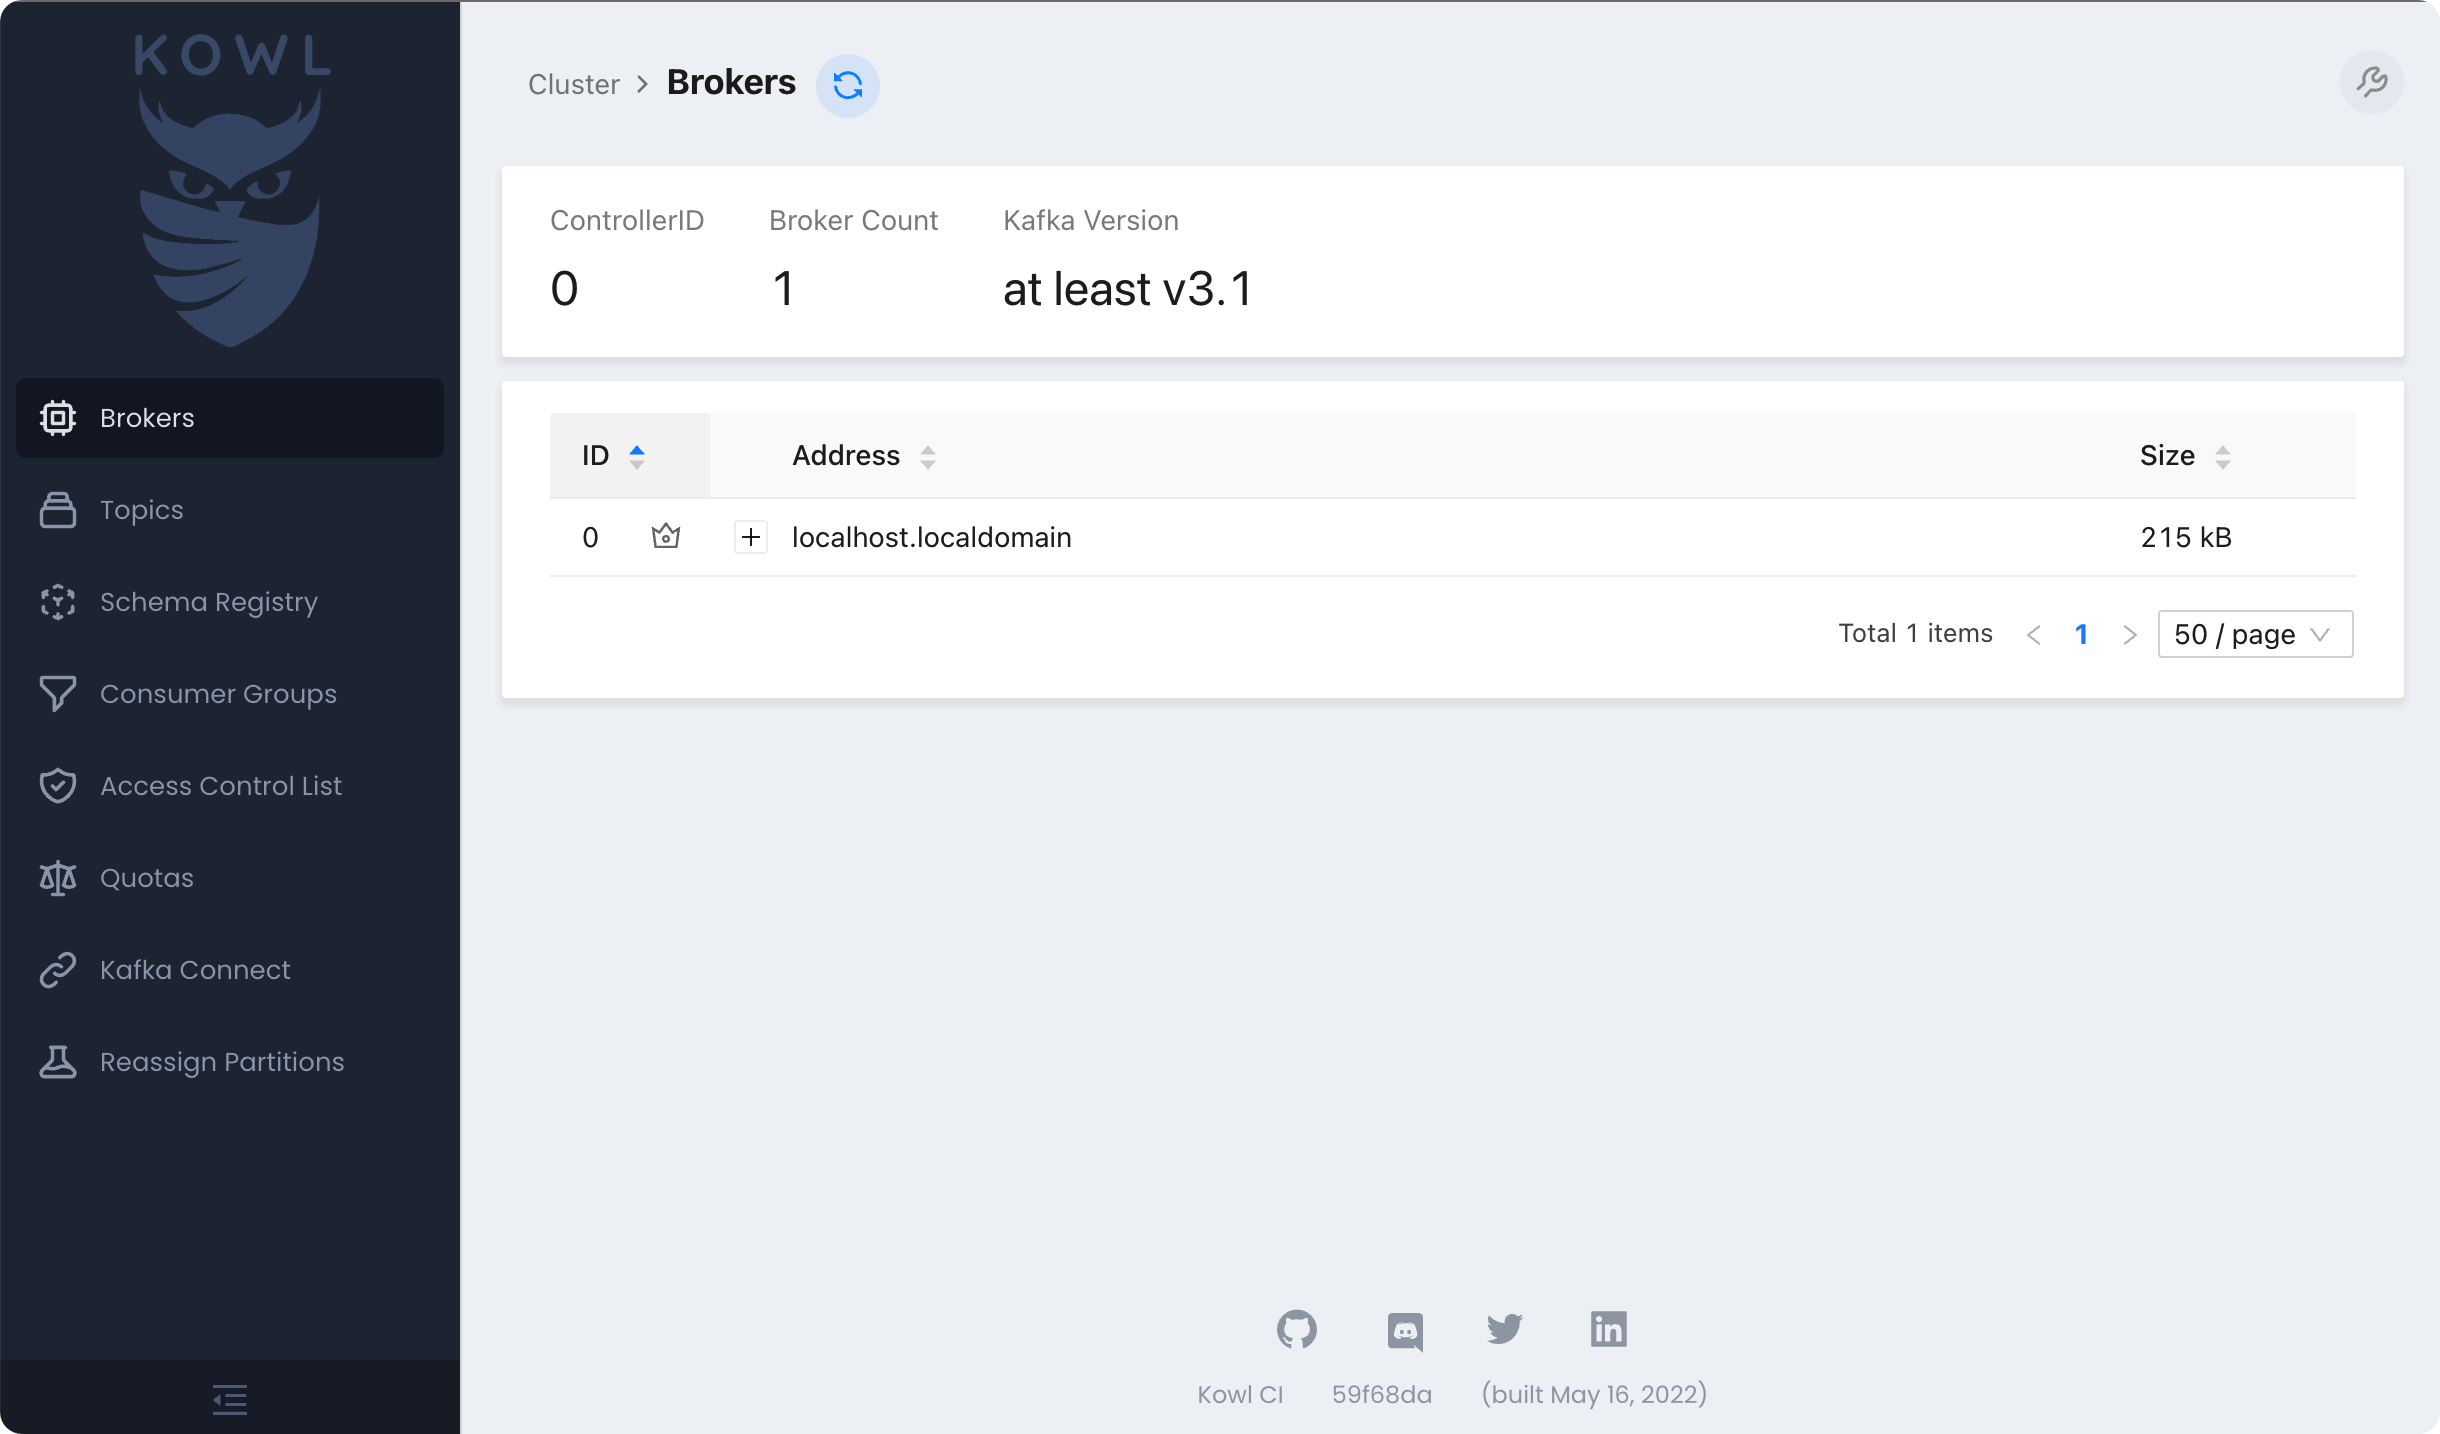 KOWL
Brokers
Topics
Schema Registry
Consumer Groups
Access Control List
Quotas
Kafka Connect
Reassign Partitions
Cluster > Brokers
ControllerID Broker Count Kafka Version
0 1 at least v3.1
ID Address Size
0 localhost.localdomain 215 kB
Total 1 items < 1 > 50 / page
Kowl CI 59f68da (built May 16, 2022)